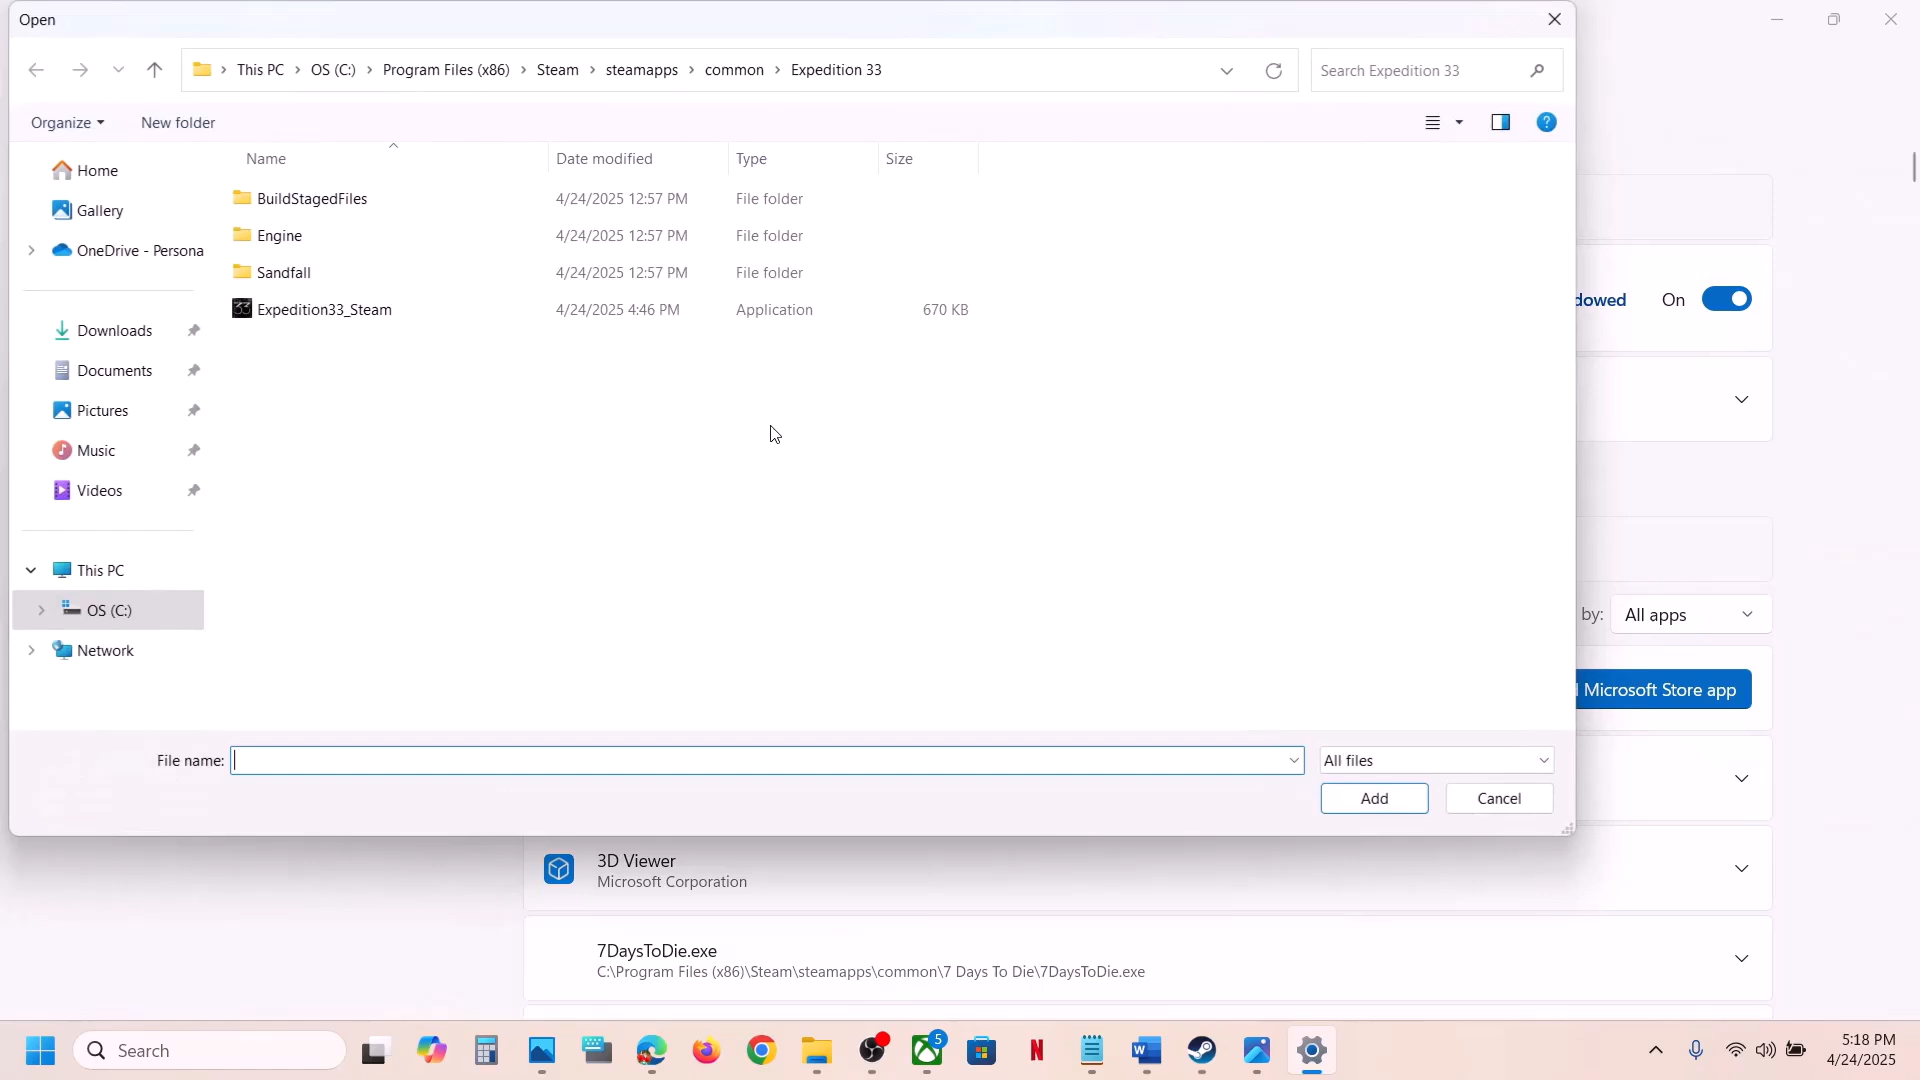 Open
This PC > OS (C:) > Program Files (x86) > Steam > steamapps > common > Expedition 33
Search Expedition 33
Organize
New folder
Name
Date modified
Type
Size
Home
Gallery
OneDrive - Persona
Downloads
Documents
Pictures
Music
Videos
This PC
OS (C:)
Network
BuildStagedFiles 4/24/2025 12:57 PM File folder
Engine 4/24/2025 12:57 PM File folder
Sandfall 4/24/2025 12:57 PM File folder
Expedition33_Steam 4/24/2025 4:46 PM Application 670 KB
File name:
All files
Add
Cancel
dowed On
by: All apps
Microsoft Store app
3D Viewer
Microsoft Corporation
7DaysToDie.exe
C:\Program Files (x86)\Steam\steamapps\common\7 Days To Die\7DaysToDie.exe
Search
5
5:18 PM
4/24/2025